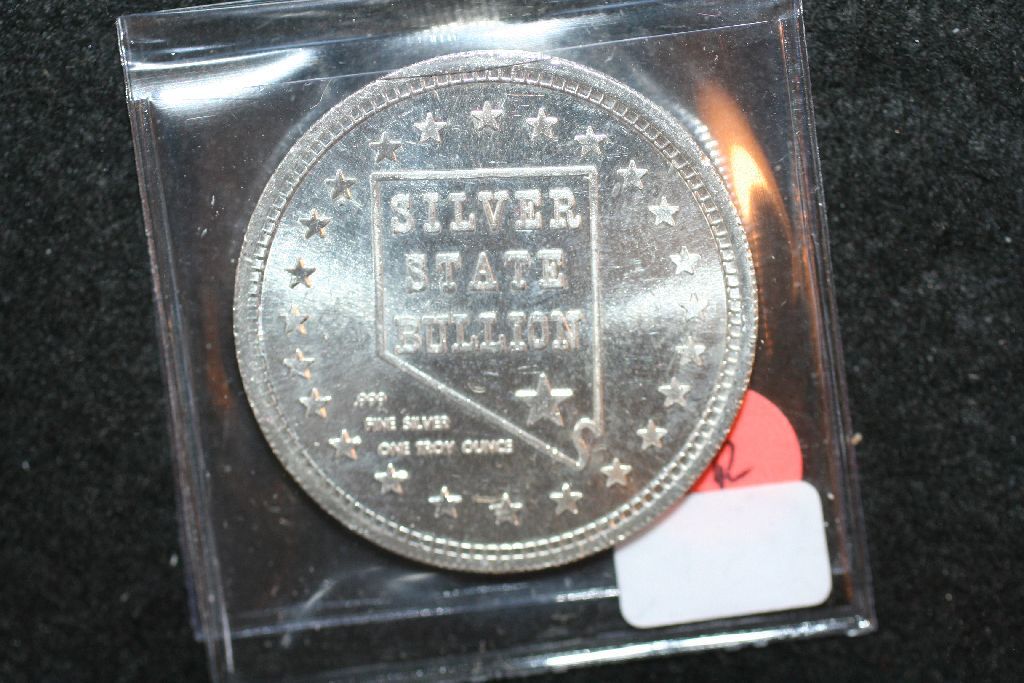 SILVER
STATE
BULLION
.999
FINE SILVER
ONE TROY OUNCE